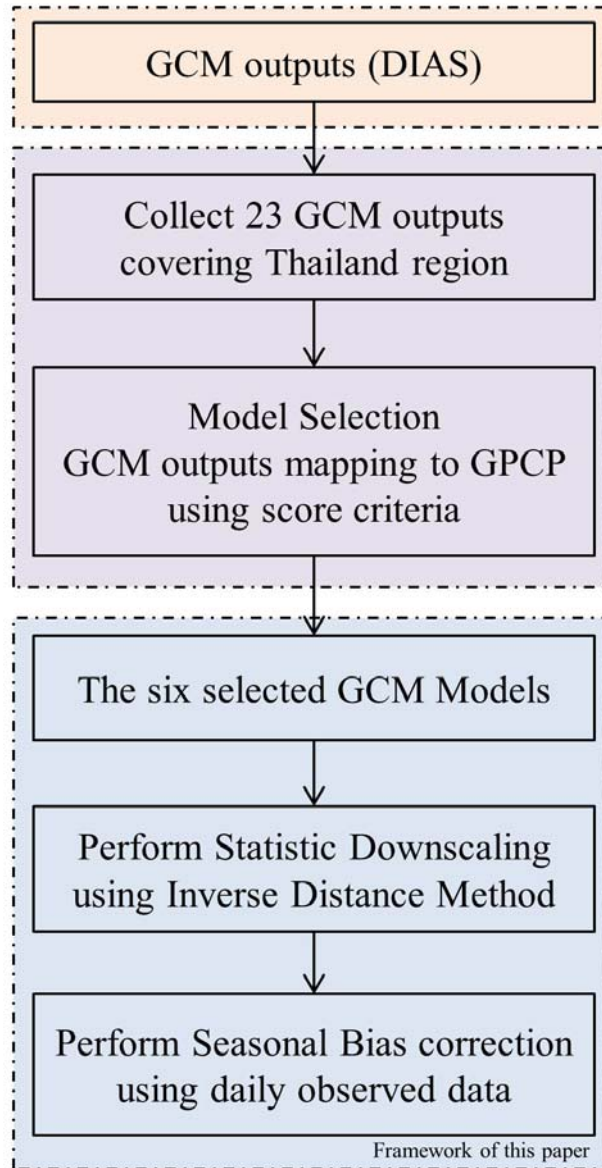 GCM outputs (DIAS)
Collect 23 GCM outputs
covering Thailand region
Model Selection
GCM outputs mapping to GPCP
using score criteria
The six selected GCM Models
Perform Statistic Downscaling
using Inverse Distance Method
Perform Seasonal Bias correction
using daily observed data
Framework of this paper